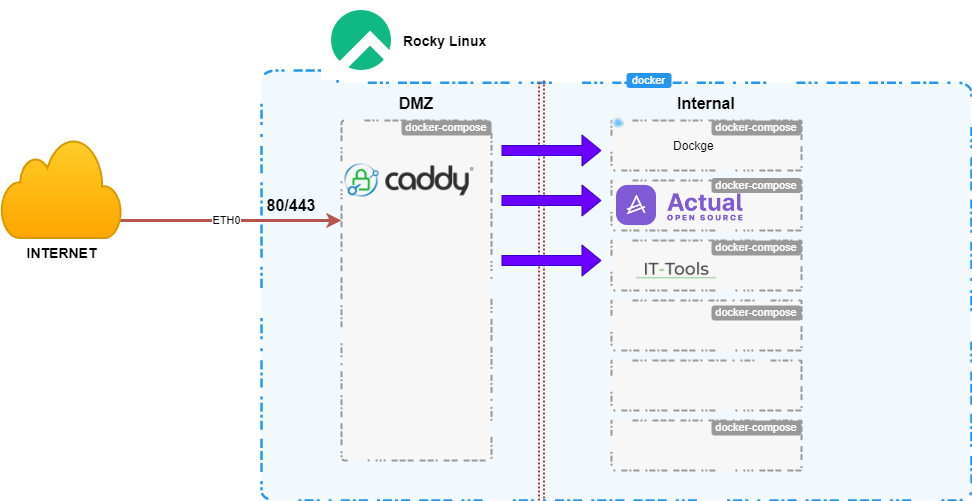 Rocky Linux
docker
DMZ
Internal
docker-compose
caddy®
docker-compose
Dockge
docker-compose
Actual
OPEN SOURCE
docker-compose
IT-Tools
docker-compose
docker-compose
80/443
ETH0
INTERNET